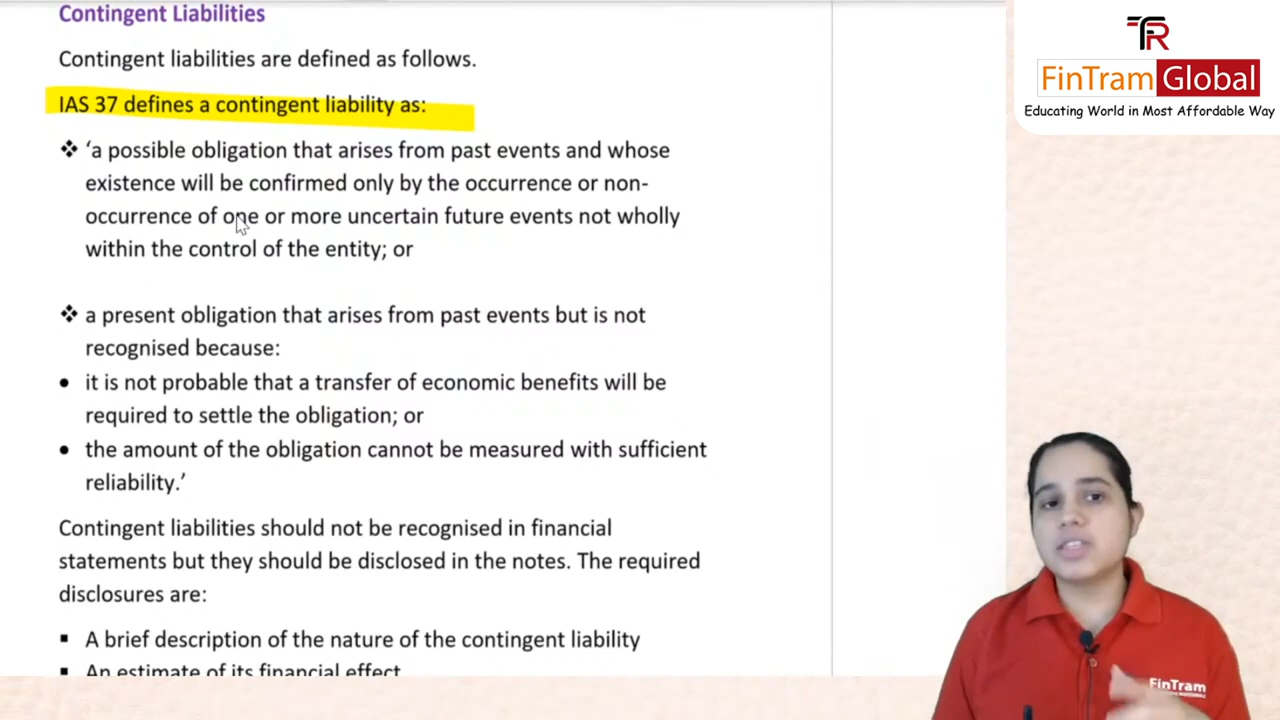 Contingent Liabilities
Contingent liabilities are defined as follows.
IAS 37 defines a contingent liability as:
❖ ‘a possible obligation that arises from past events and whose
existence will be confirmed only by the occurrence or non-
occurrence of one or more uncertain future events not wholly
within the control of the entity; or
❖ a present obligation that arises from past events but is not
recognised because:
• it is not probable that a transfer of economic benefits will be
required to settle the obligation; or
• the amount of the obligation cannot be measured with sufficient
reliability.’
Contingent liabilities should not be recognised in financial
statements but they should be disclosed in the notes. The required
disclosures are:
▪ A brief description of the nature of the contingent liability
▪ An estimate of its financial effect
FinTram Global
Educating World in Most Affordable Way
FinTram